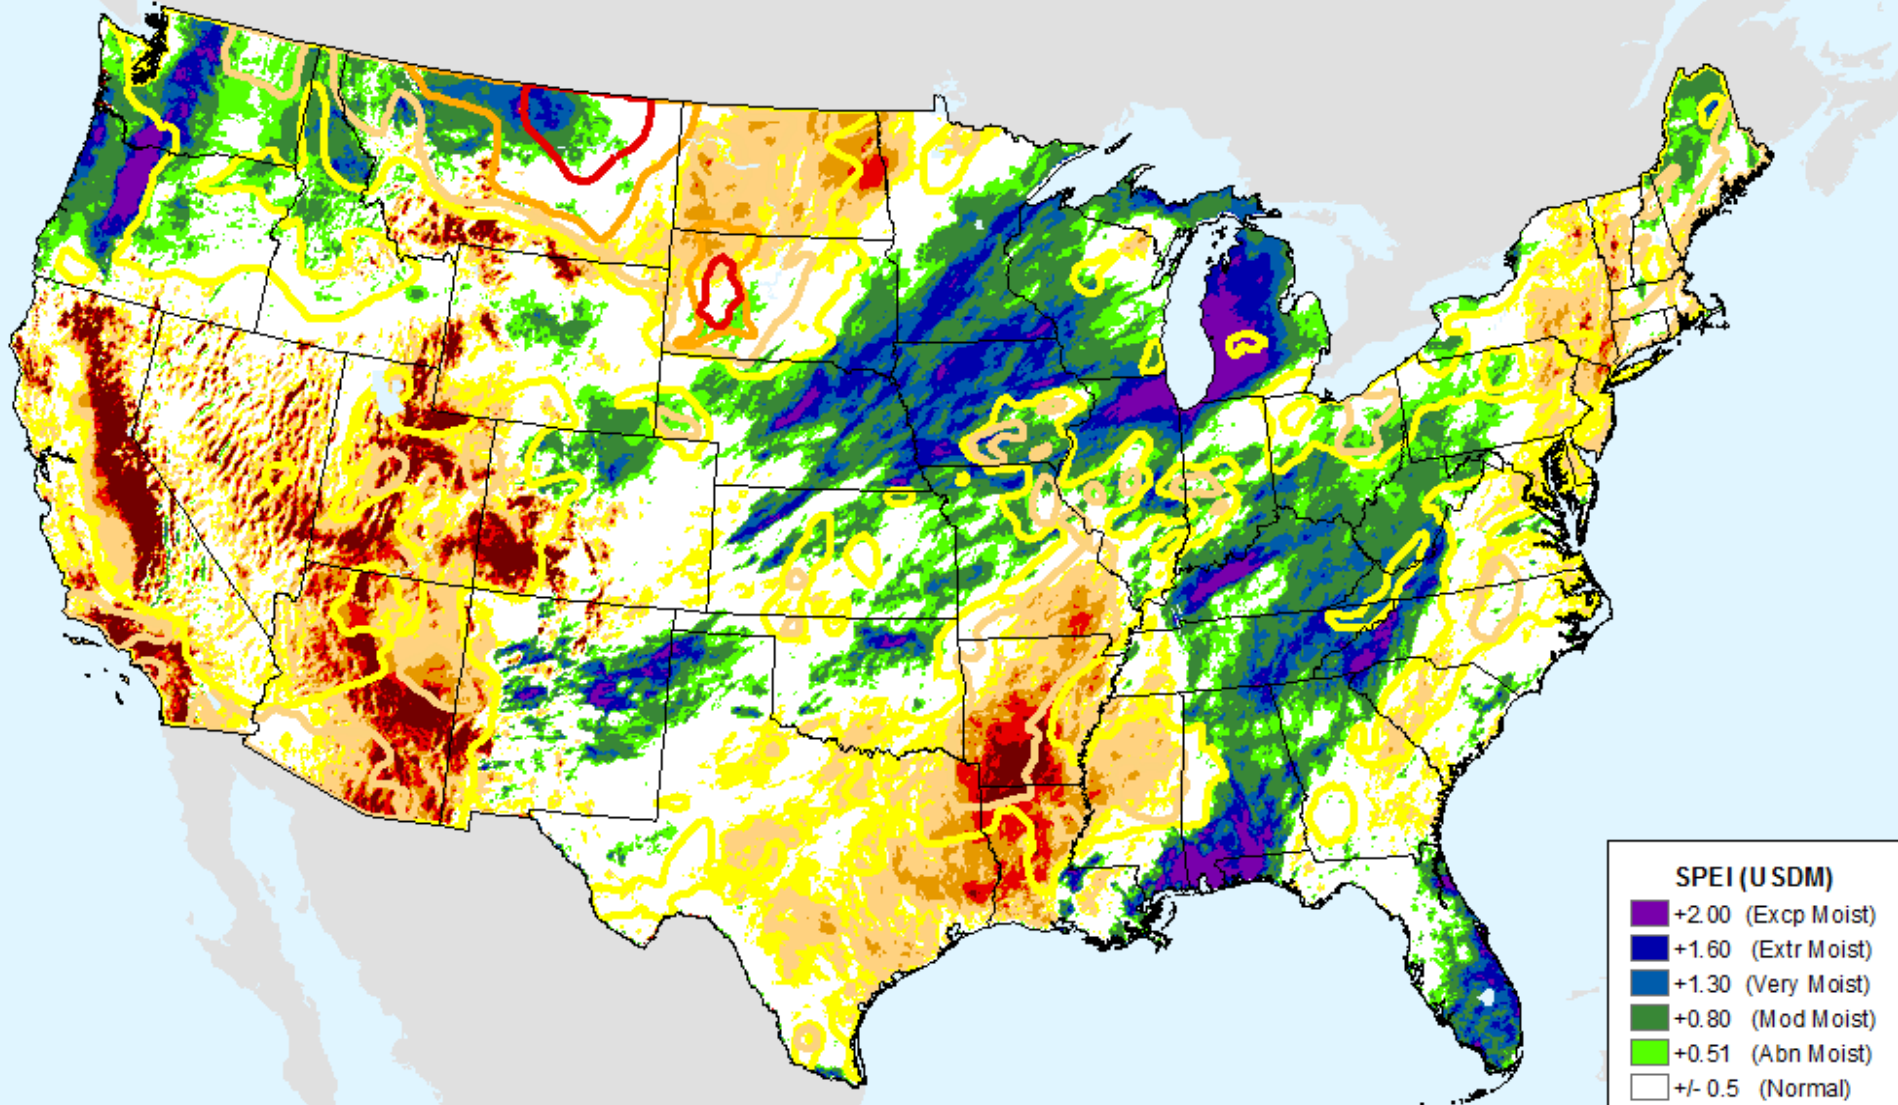 SPEI (USDM)
+2.00 (Excp Moist)
+1.60 (Extr Moist)
+1.30 (Very Moist)
+0.80 (Mod Moist)
+0.51 (Abn Moist)
+/- 0.5 (Normal)